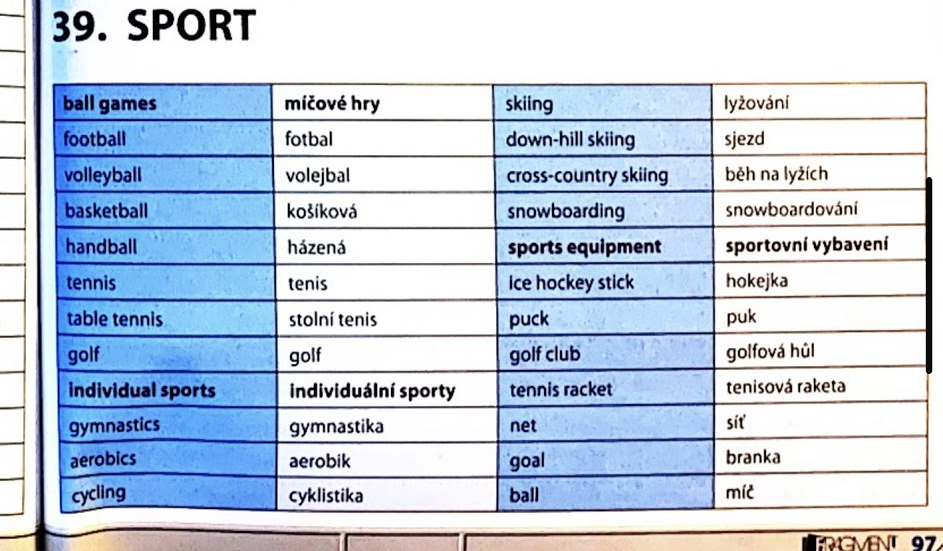 39. SPORT
ball games míčové hry skiing lyžování
football fotbal down-hill skiing sjezd
volleyball volejbal cross-country skiing běh na lyžích
basketball košíková snowboarding snowboardování
handball házená sports equipment sportovní vybavení
tennis tenis ice hockey stick hokejka
table tennis stolní tenis puck puk
golf golf golf club golfová hůl
individual sports individuální sporty tennis racket tenisová raketa
gymnastics gymnastika net síť
aerobics aerobik goal branka
cycling cyklistika ball míč
FRAGMENT 97